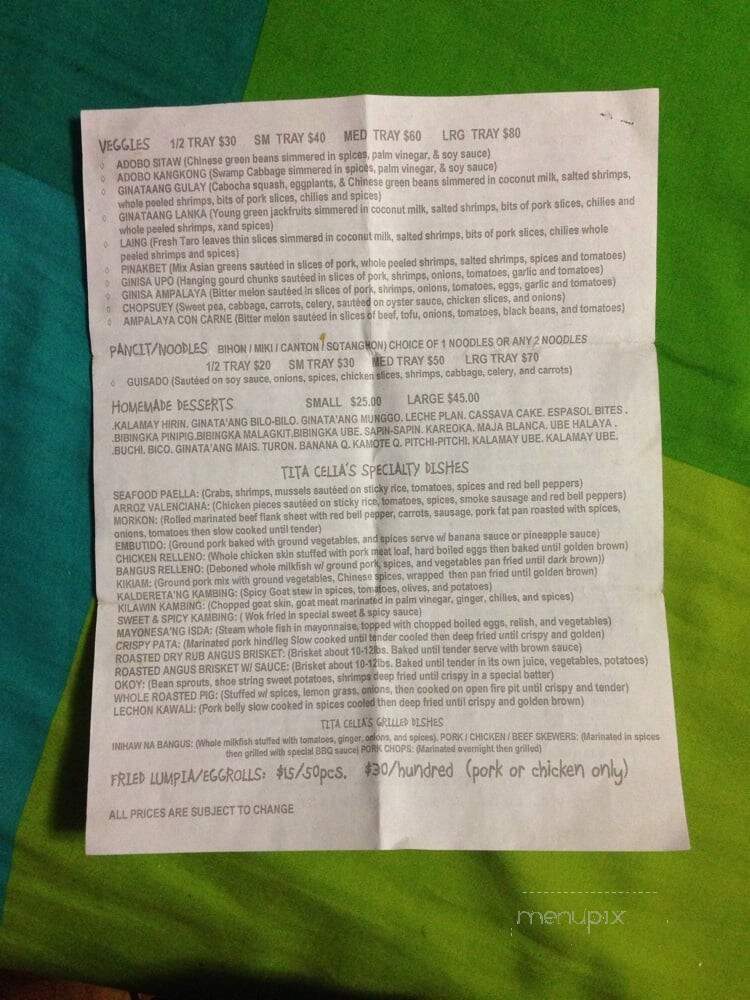 VEGGIES 1/2 TRAY $30 SM TRAY $40 MED TRAY $60 LRG TRAY $80
◊ ADOBO SITAW (Chinese green beans simmered in spices, palm vinegar, & soy sauce)
◊ ADOBO KANGKONG (Swamp Cabbage simmered in spices, palm vinegar, & soy sauce)
◊ GINATAANG GULAY (Cabocha squash, eggplants, & Chinese green beans simmered in coconut milk, salted shrimps,
whole peeled shrimps, bits of pork slices, chilies and spices)
◊ GINATAANG LANKA (Young green jackfruits simmered in coconut milk, salted shrimps, bits of pork slices, chilies and
whole peeled shrimps, xand spices)
◊ LAING (Fresh Taro leaves thin slices simmered in coconut milk, salted shrimps, bits of pork slices, chilies whole
peeled shrimps and spices)
◊ PINAKBET (Mix Asian greens sautéed in slices of pork, whole peeled shrimps, salted shrimps, spices and tomatoes)
◊ GINISA UPO (Hanging gourd chunks sautéed in slices of pork, shrimps, onions, tomatoes, garlic and tomatoes)
◊ GINISA AMPALAYA (Bitter melon sautéed in slices of pork, shrimps, onions, tomatoes, eggs, garlic and tomatoes)
◊ CHOPSUEY (Sweet pea, cabbage, carrots, celery, sautéed on oyster sauce, chicken slices, and onions)
◊ AMPALAYA CON CARNE (Bitter melon sautéed in slices of beef, tofu, onions, tomatoes, black beans, and tomatoes)
PANCIT/NOODLES BIHON / MIKI / CANTON / SOTANGHON) CHOICE OF 1 NOODLES OR ANY 2 NOODLES
1/2 TRAY $20 SM TRAY $30 MED TRAY $50 LRG TRAY $70
◊ GUISADO (Sautéed on soy sauce, onions, spices, chicken slices, shrimps, cabbage, celery, and carrots)
HOMEMADE DESSERTS SMALL $25.00 LARGE $45.00
.KALAMAY HIRIN. GINATA'ANG BILO-BILO. GINATA'ANG MUNGGO. LECHE PLAN. CASSAVA CAKE. ESPASOL BITES .
.BIBINGKA PINIPIG.BIBINGKA MALAGKIT.BIBINGKA UBE. SAPIN-SAPIN. KAREOKA. MAJA BLANCA. UBE HALAYA .
.BUCHI. BICO. GINATA'ANG MAIS. TURON. BANANA Q. KAMOTE Q. PITCHI-PITCHI. KALAMAY UBE. KALAMAY UBE.
TITA CELIA'S SPECIALTY DISHES
SEAFOOD PAELLA: (Crabs, shrimps, mussels sautéed on sticky rice, tomatoes, spices and red bell peppers)
ARROZ VALENCIANA: (Chicken pieces sautéed on sticky rice, tomatoes, spices, smoke sausage and red bell peppers)
MORKON: (Rolled marinated beef flank sheet with red bell pepper, carrots, sausage, pork fat pan roasted with spices,
onions, tomatoes then slow cooked until tender)
EMBUTIDO: (Ground pork baked with ground vegetables, and spices serve w/ banana sauce or pineapple sauce)
CHICKEN RELLENO: (Whole chicken skin stuffed with pork meat loaf, hard boiled eggs then baked until golden brown)
BANGUS RELLENO: (Deboned whole milkfish w/ ground pork, spices, and vegetables pan fried until dark brown))
KIKIAM: (Ground pork mix with ground vegetables, Chinese spices, wrapped then pan fried until golden brown)
KALDERETA'NG KAMBING: (Spicy Goat stew in spices, tomatoes, olives, and potatoes)
KILAWIN KAMBING: (Chopped goat skin, goat meat marinated in palm vinegar, ginger, chilies, and spices)
SWEET & SPICY KAMBING: ( Wok fried in special sweet & spicy sauce)
MAYONESA'NG ISDA: (Steam whole fish in mayonnaise, topped with chopped boiled eggs, relish, and vegetables)
CRISPY PATA: (Marinated pork hind/leg Slow cooked until tender cooled then deep fried until crispy and golden)
ROASTED DRY RUB ANGUS BRISKET: (Brisket about 10-12lbs. Baked until tender serve with brown sauce)
ROASTED ANGUS BRISKET W/ SAUCE: (Brisket about 10-12lbs. Baked until tender in its own juice, vegetables, potatoes)
OKOY: (Bean sprouts, shoe string sweet potatoes, shrimps deep fried until crispy in a special batter)
WHOLE ROASTED PIG: (Stuffed w/ spices, lemon grass, onions, then cooked on open fire pit until crispy and tender)
LECHON KAWALI: (Pork belly slow cooked in spices cooled then deep fried until crispy and golden brown)
TITA CELIA'S GRILLED DISHES
INIHAW NA BANGUS: (Whole milkfish stuffed with tomatoes, ginger, onions, and spices). PORK / CHICKEN / BEEF SKEWERS: (Marinated in spices
then grilled with special BBQ sauce) PORK CHOPS: (Marinated overnight then grilled)
FRIED LUMPIA/EGGROLLS: $15/50pcs. $30/hundred (pork or chicken only)
ALL PRICES ARE SUBJECT TO CHANGE
menupix